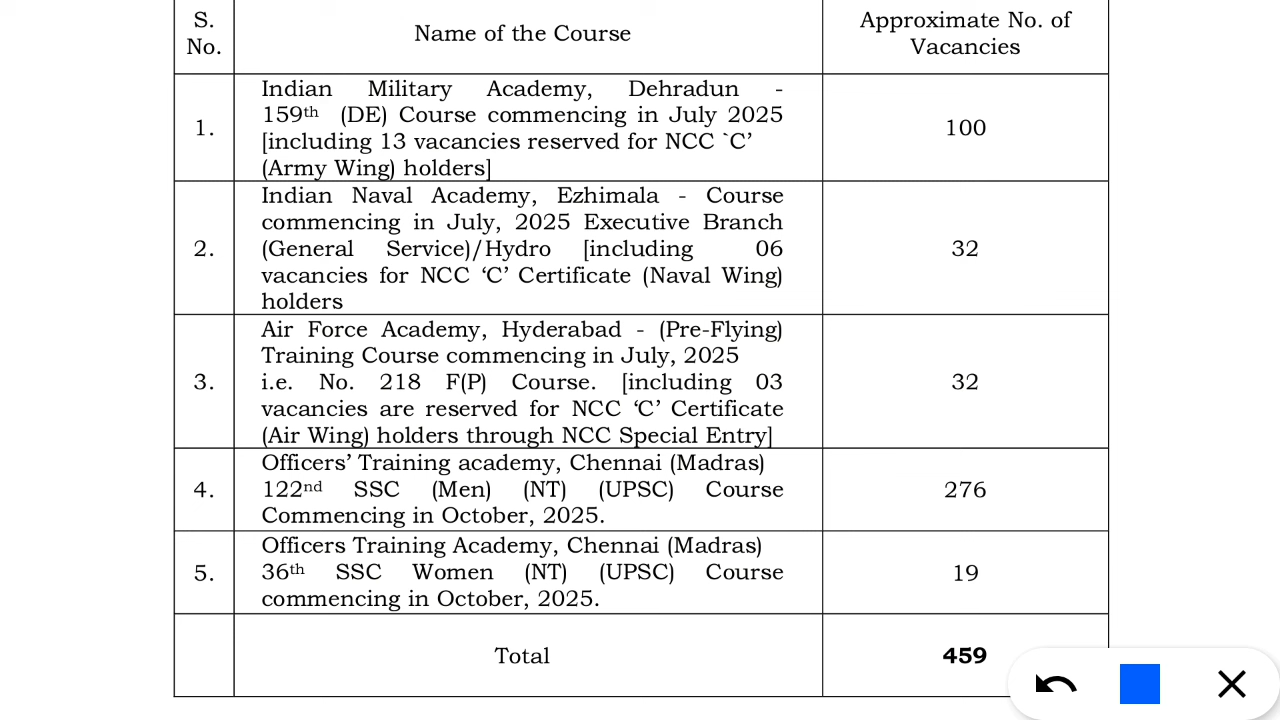 S. No.
Name of the Course
Approximate No. of Vacancies
1.
Indian Military Academy, Dehradun -
159th (DE) Course commencing in July 2025
[including 13 vacancies reserved for NCC `C’
(Army Wing) holders]
100
2.
Indian Naval Academy, Ezhimala - Course
commencing in July, 2025 Executive Branch
(General Service)/Hydro [including 06
vacancies for NCC ‘C’ Certificate (Naval Wing)
holders
32
3.
Air Force Academy, Hyderabad - (Pre-Flying)
Training Course commencing in July, 2025
i.e. No. 218 F(P) Course. [including 03
vacancies are reserved for NCC ‘C’ Certificate
(Air Wing) holders through NCC Special Entry]
32
4.
Officers’ Training academy, Chennai (Madras)
122nd SSC (Men) (NT) (UPSC) Course
Commencing in October, 2025.
276
5.
Officers Training Academy, Chennai (Madras)
36th SSC Women (NT) (UPSC) Course
commencing in October, 2025.
19
Total
459